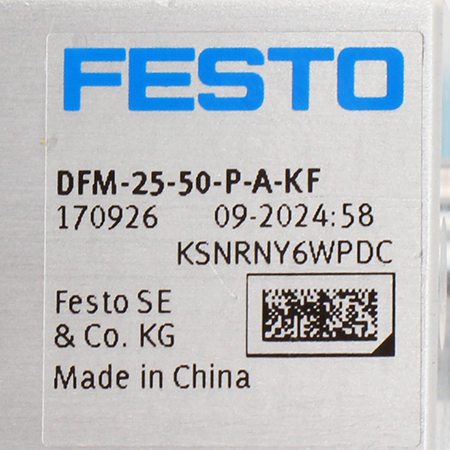 FESTO
DFM-25-50-P-A-KF
170926 09-2024:58
KSNRNY6WPDC
Festo SE
& Co. KG
Made in China